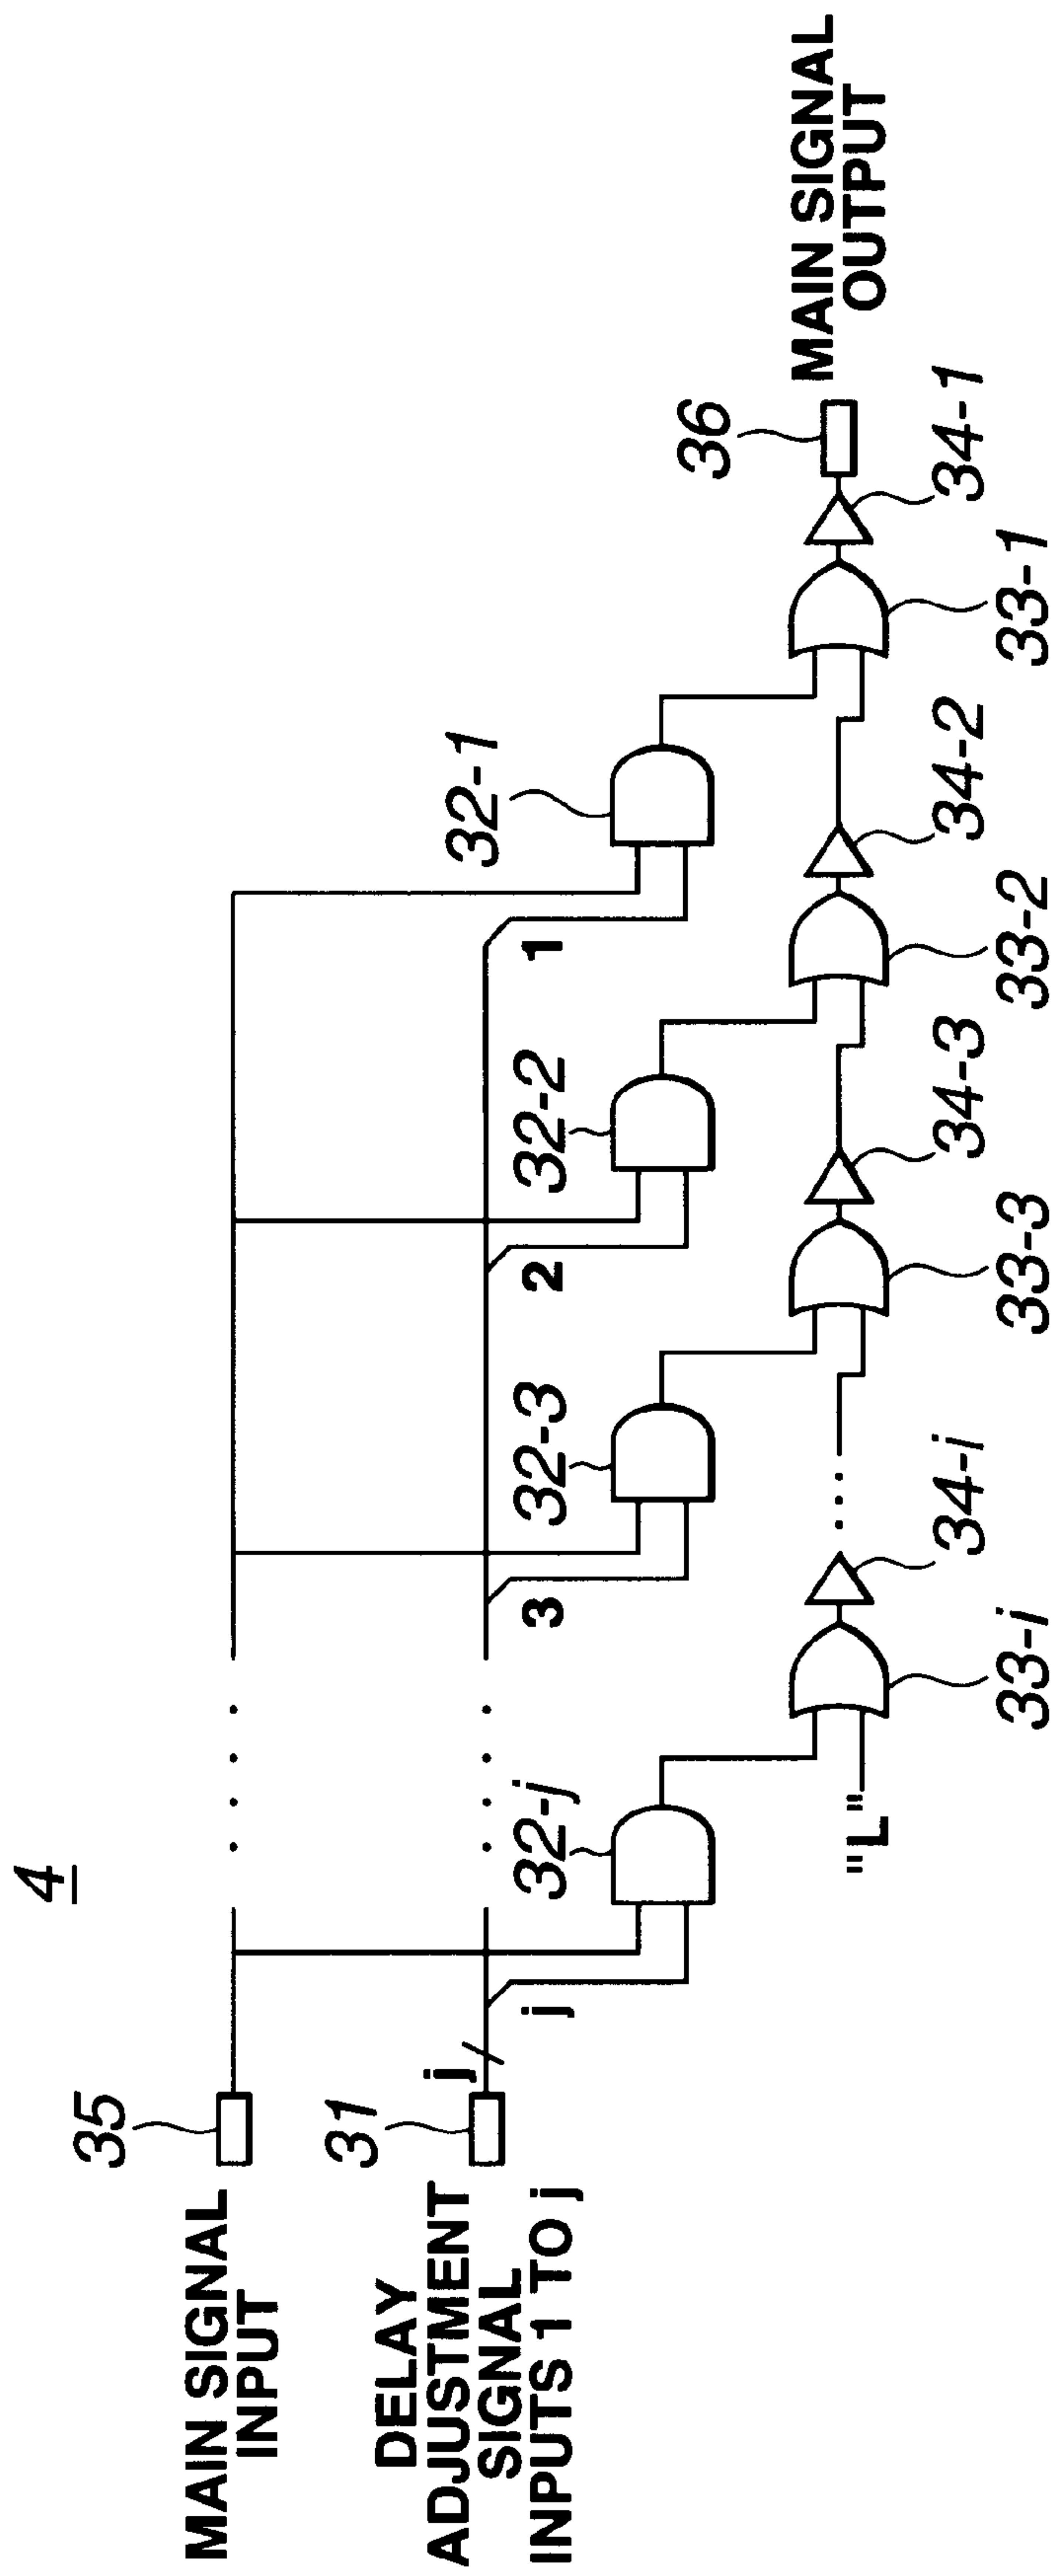 4
35
MAIN SIGNAL
INPUT
31
DELAY
ADJUSTMENT
SIGNAL
INPUTS 1 TO j
j
j
32-j
3
32-3
2
32-2
1
32-1
"L"
33-i
34-i
33-3
34-3
33-2
34-2
33-1
34-1
36
MAIN SIGNAL
OUTPUT